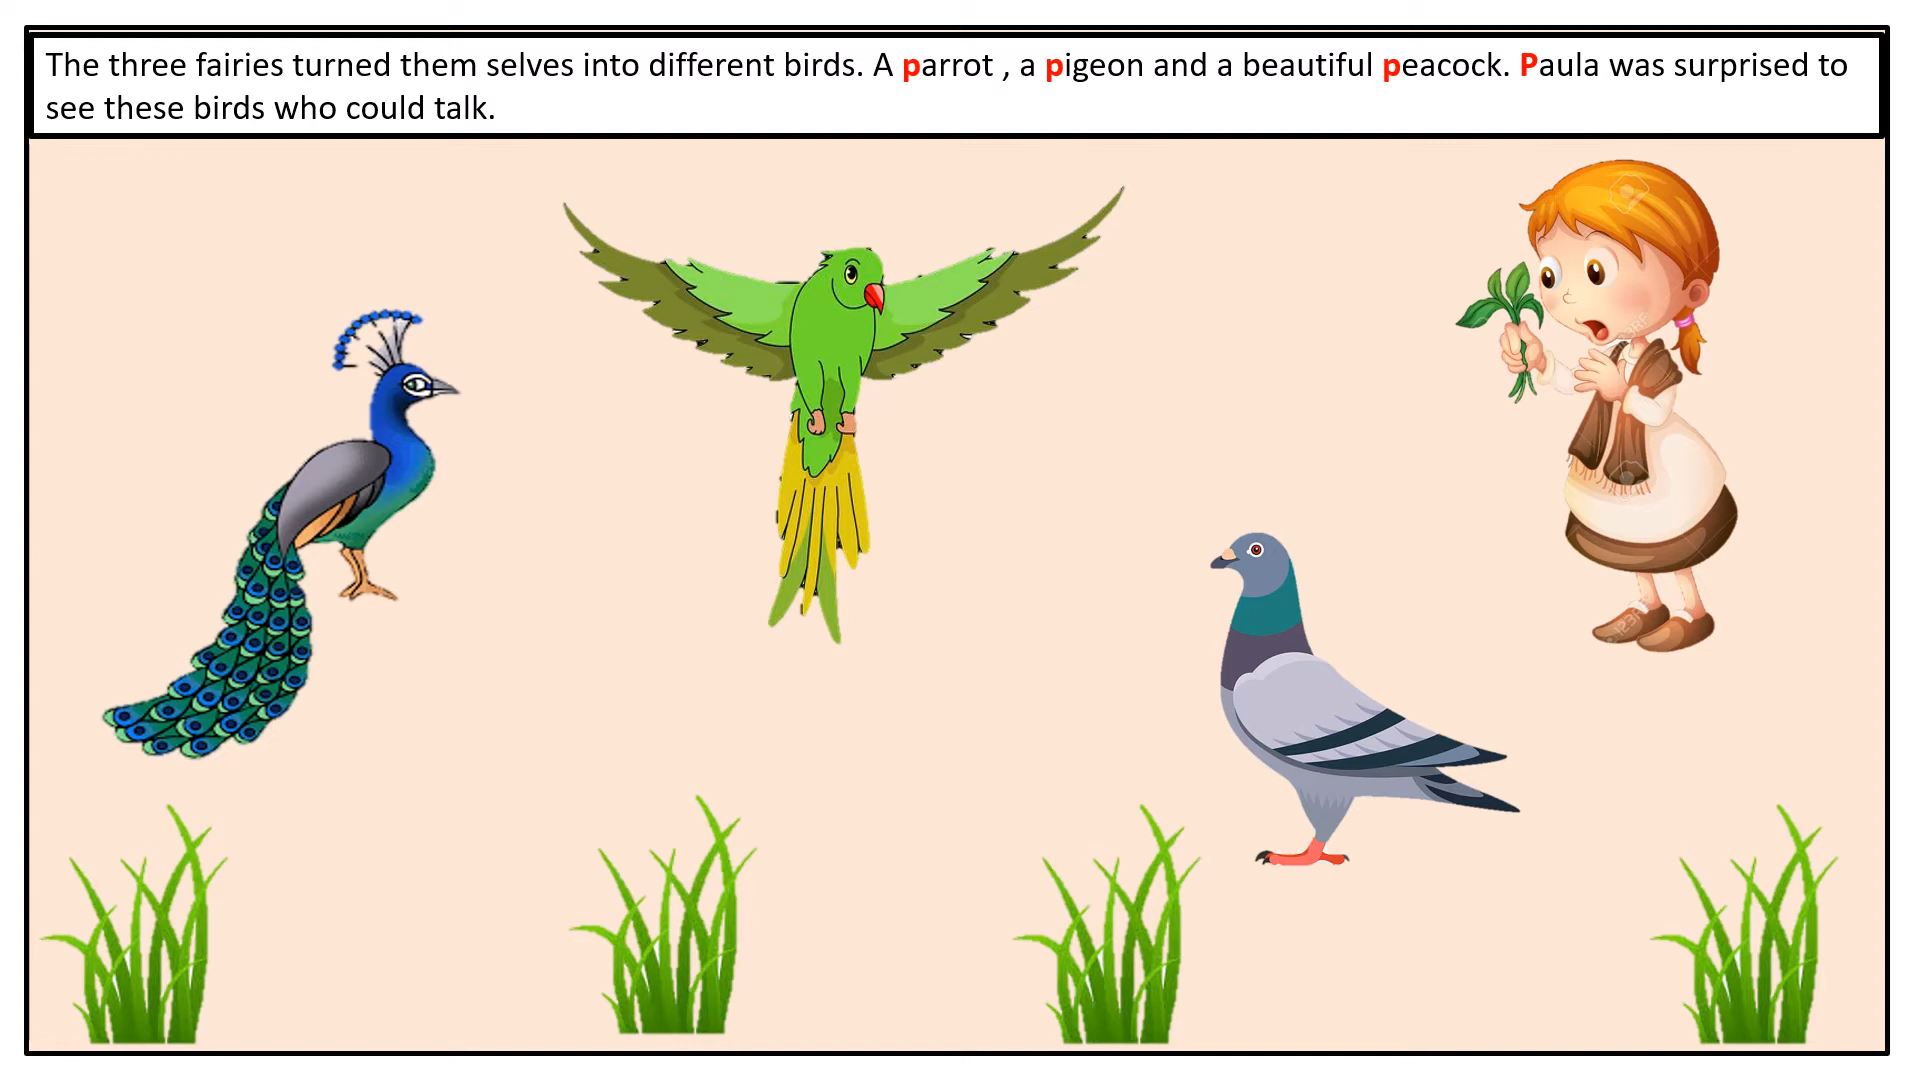 The three fairies turned them selves into different birds. A parrot , a pigeon and a beautiful peacock. Paula was surprised to
see these birds who could talk.